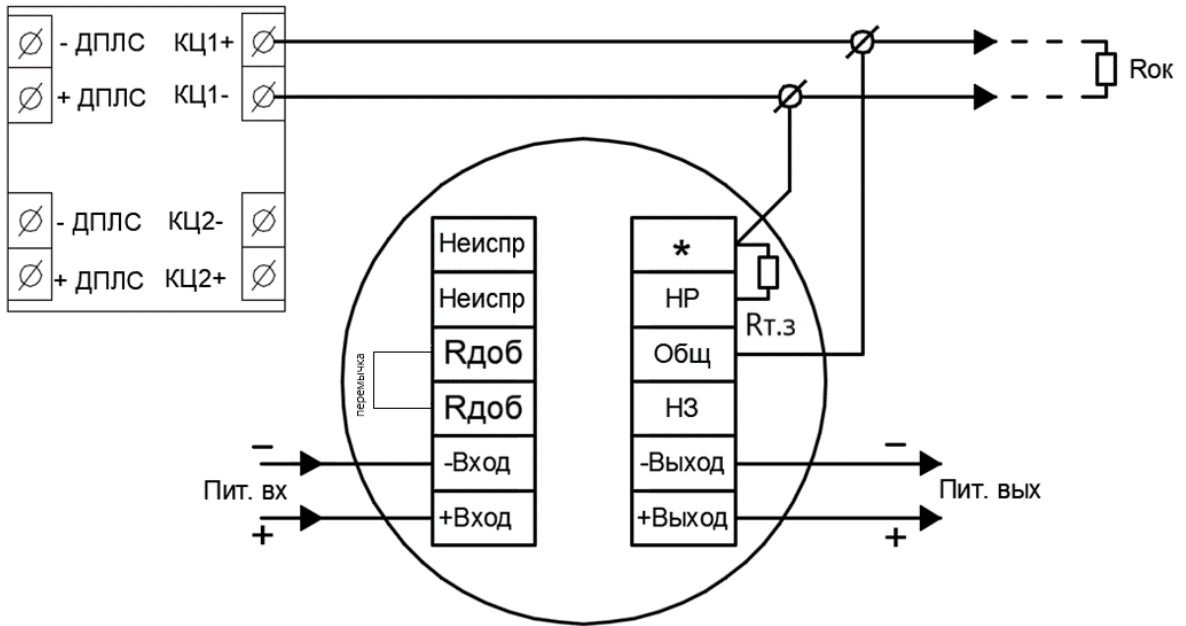 - ДПЛС КЦ1+
+ ДПЛС КЦ1-
- ДПЛС КЦ2-
+ ДПЛС КЦ2+
Rок
Неиспр
Неиспр
Rдоб
Rдоб
-Вход
+Вход
*
НР
Общ
НЗ
-Выход
+Выход
Rт.з
перемычка
−
Пит. вх
+
−
Пит. вых
+